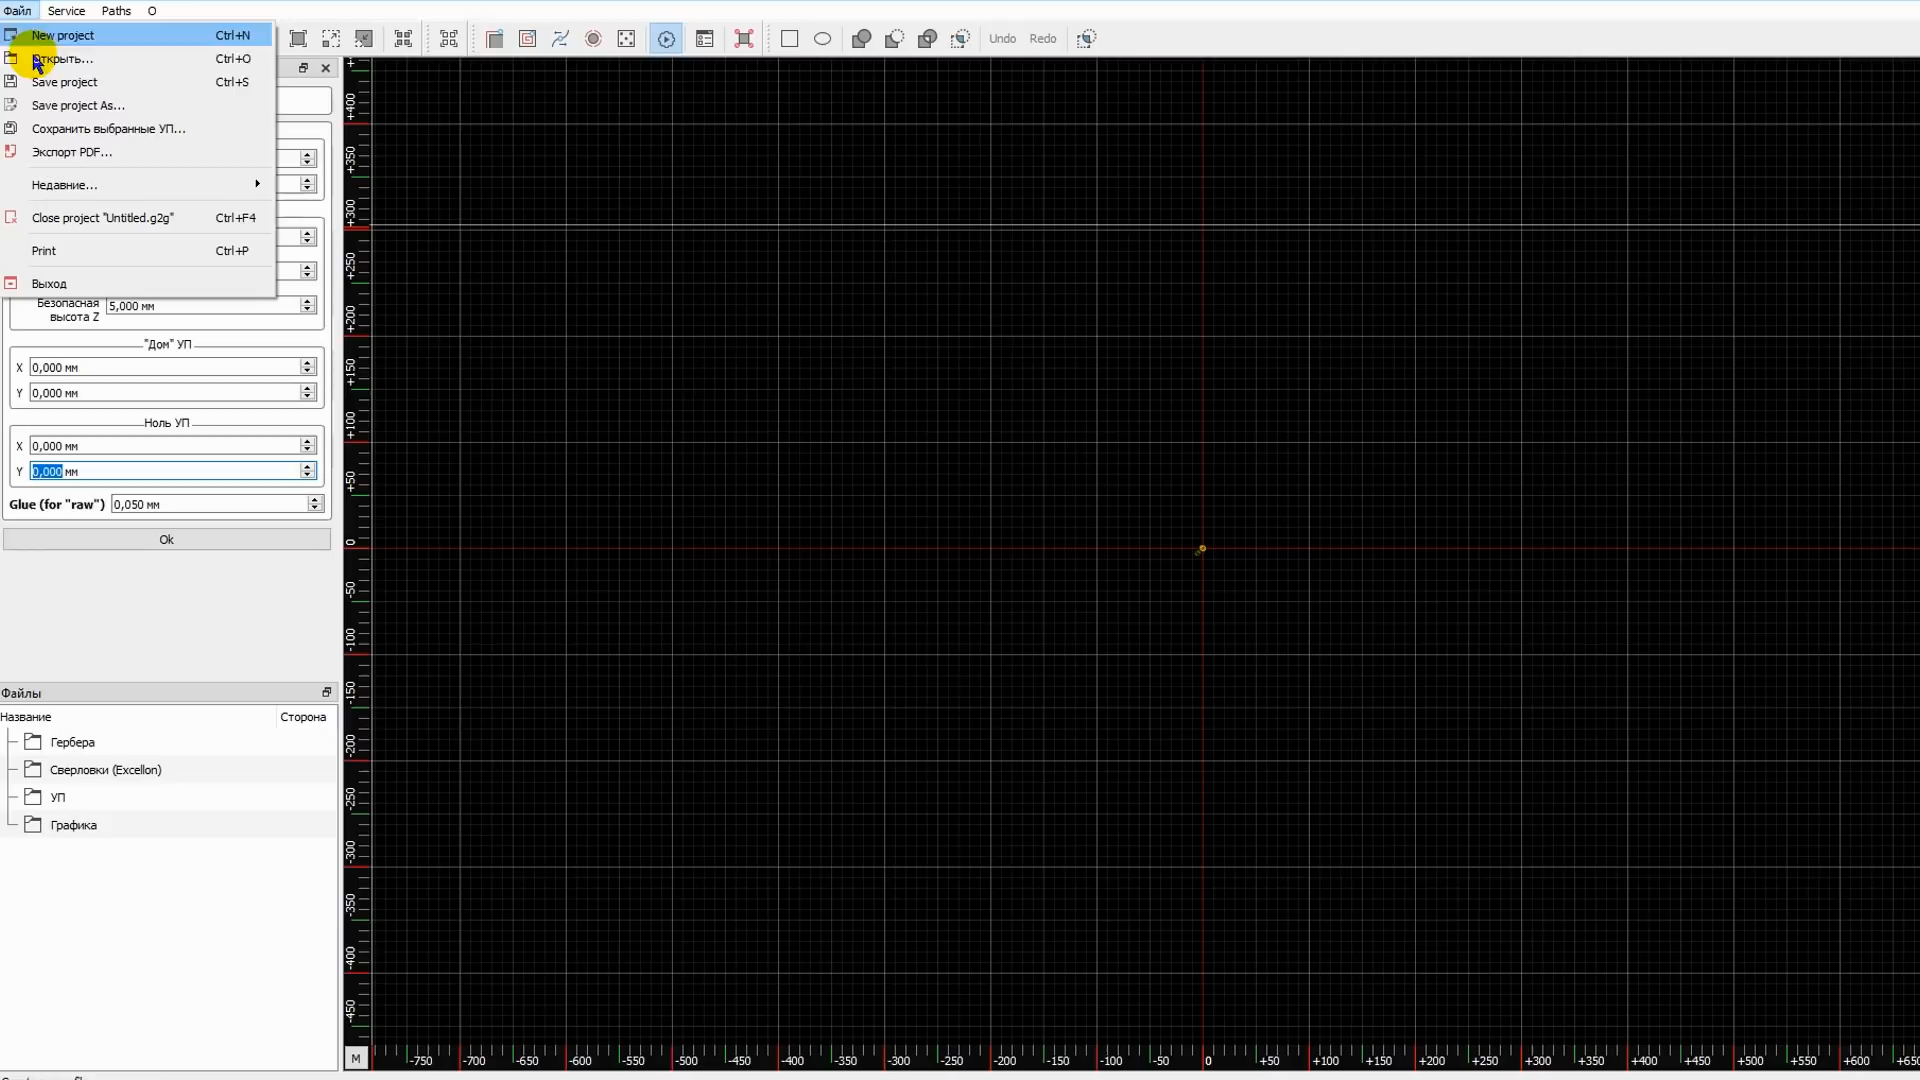 Файл Service Paths O
New project Ctrl+N
Открыть... Ctrl+O
Save project Ctrl+S
Save project As...
Сохранить выбранные УП...
Экспорт PDF...
Недавние...
Close project "Untitled.g2g" Ctrl+F4
Print Ctrl+P
Выход
Undo Redo
Безопасная
высота Z 5,000 мм
"Дом" УП
X 0,000 мм
Y 0,000 мм
Ноль УП
X 0,000 мм
Y 0,000 мм
Glue (for "raw") 0,050 мм
Ok
Файлы
Название Сторона
Гербера
Сверловки (Excellon)
УП
Графика
+400
+350
+300
+250
+200
+150
+100
+50
0
-50
-100
-150
-200
-250
-300
-350
-400
-450
M -750 -700 -650 -600 -550 -500 -450 -400 -350 -300 -250 -200 -150 -100 -50 0 +50 +100 +150 +200 +250 +300 +350 +400 +450 +500 +550 +600 +650